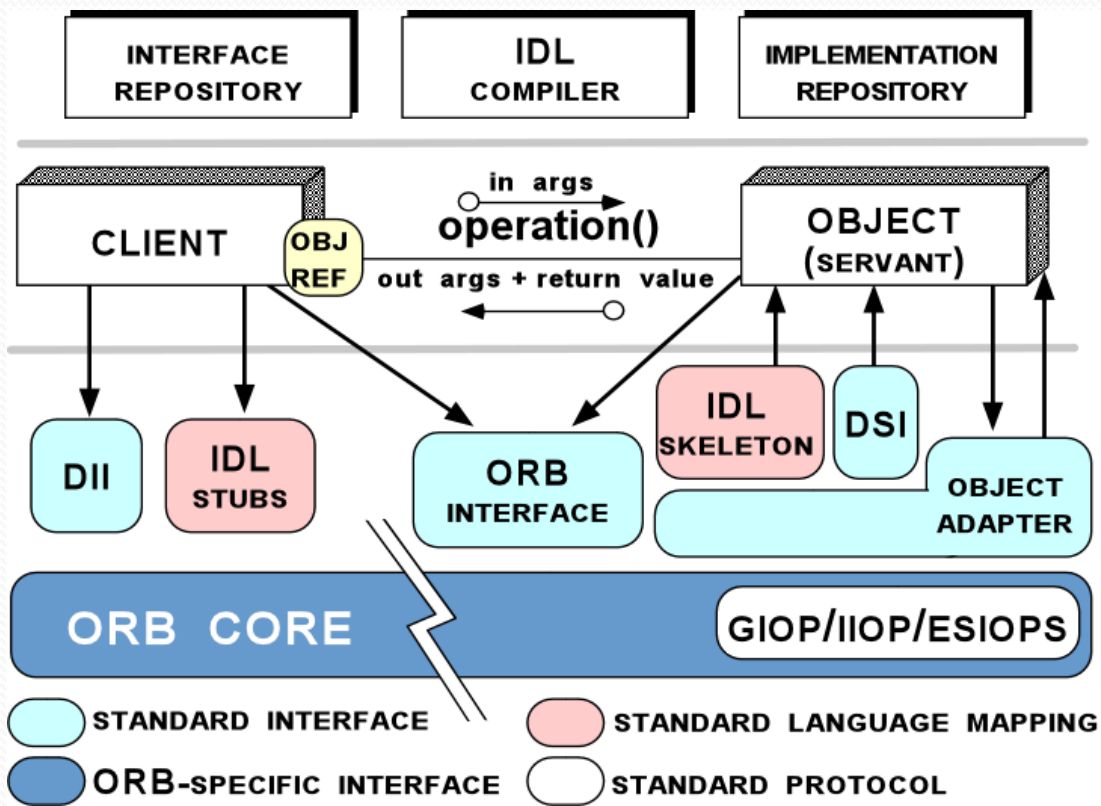 INTERFACE
REPOSITORY
IDL
COMPILER
IMPLEMENTATION
REPOSITORY
in args
operation()
out args + return value
CLIENT
OBJ
REF
OBJECT
(SERVANT)
DII
IDL
STUBS
ORB
INTERFACE
IDL
SKELETON
DSI
OBJECT
ADAPTER
ORB CORE
GIOP/IIOP/ESIOPS
STANDARD INTERFACE
STANDARD LANGUAGE MAPPING
ORB-SPECIFIC INTERFACE
STANDARD PROTOCOL